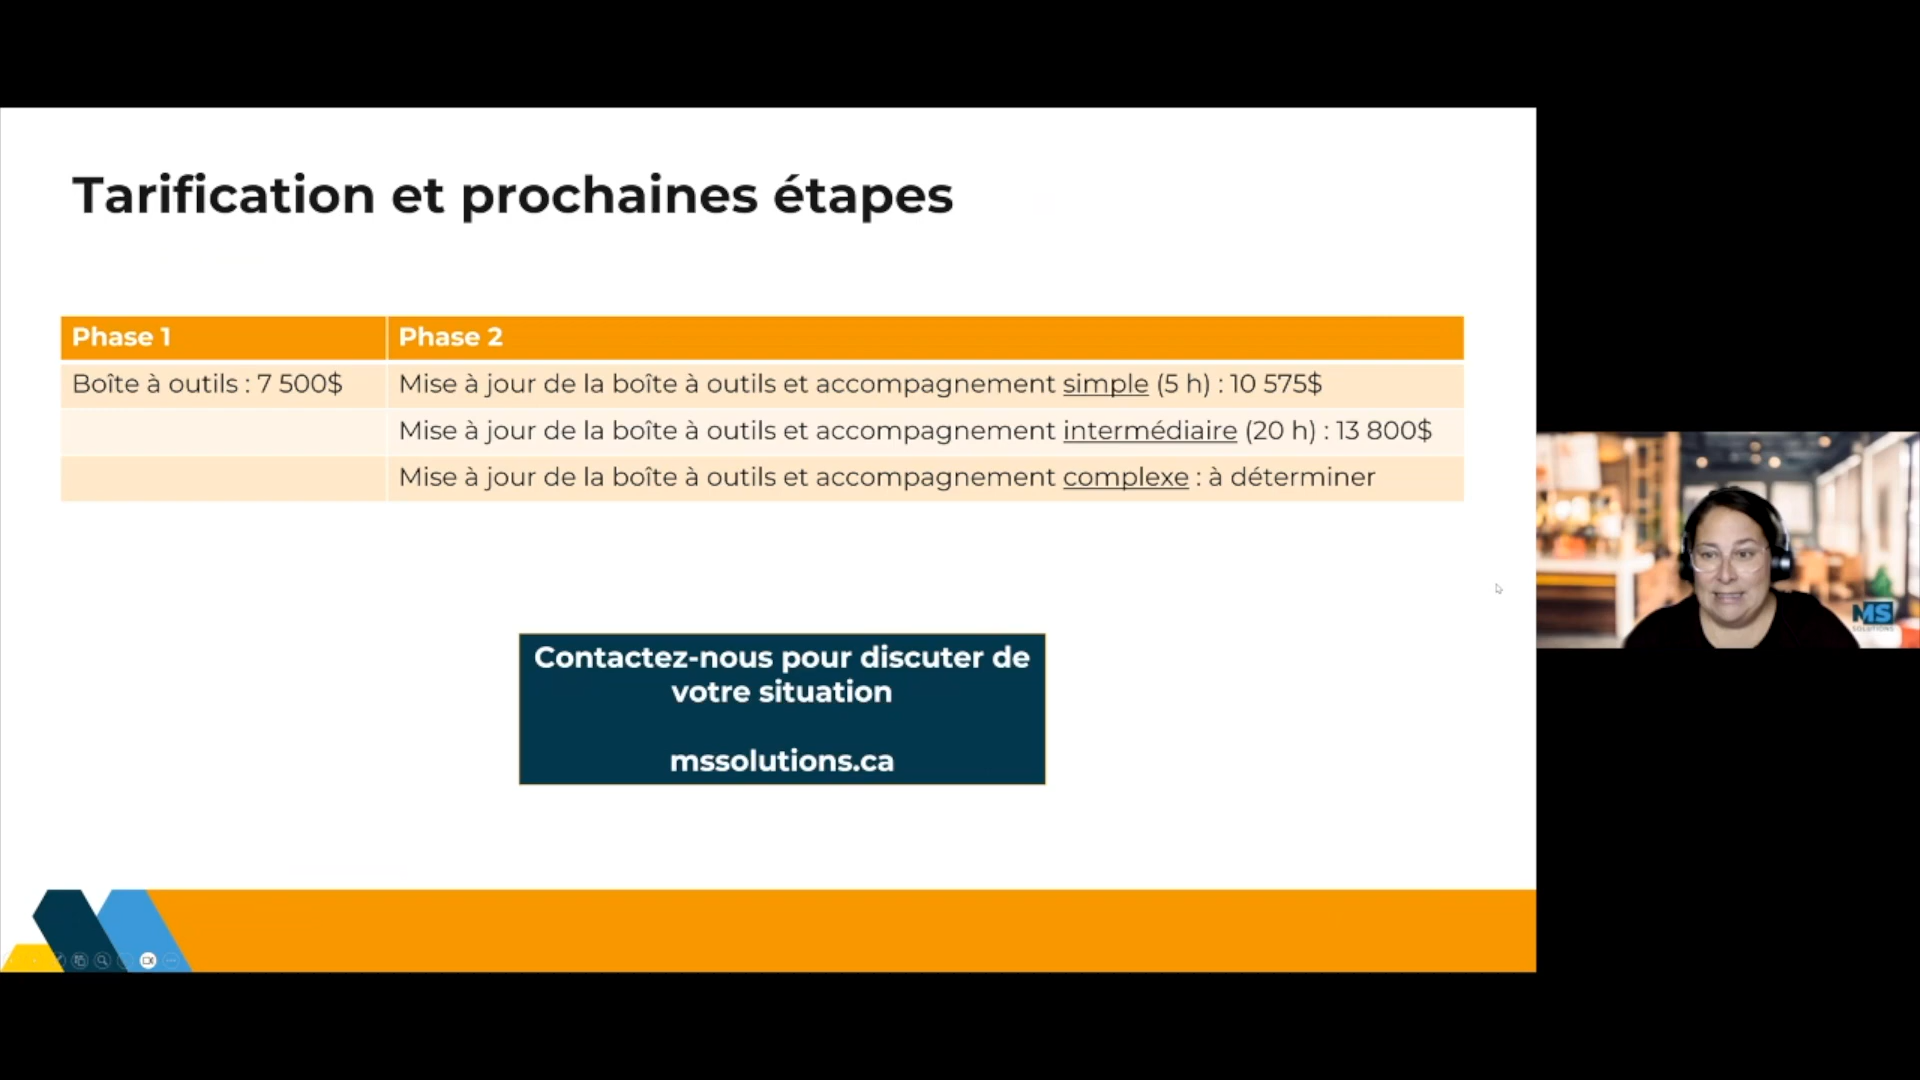 Tarification et prochaines étapes
Phase 1
Phase 2
Boîte à outils : 7 500$
Mise à jour de la boîte à outils et accompagnement simple (5 h) : 10 575$
Mise à jour de la boîte à outils et accompagnement intermédiaire (20 h) : 13 800$
Mise à jour de la boîte à outils et accompagnement complexe : à déterminer
Contactez-nous pour discuter de
votre situation
mssolutions.ca
MS
SOLUTIONS